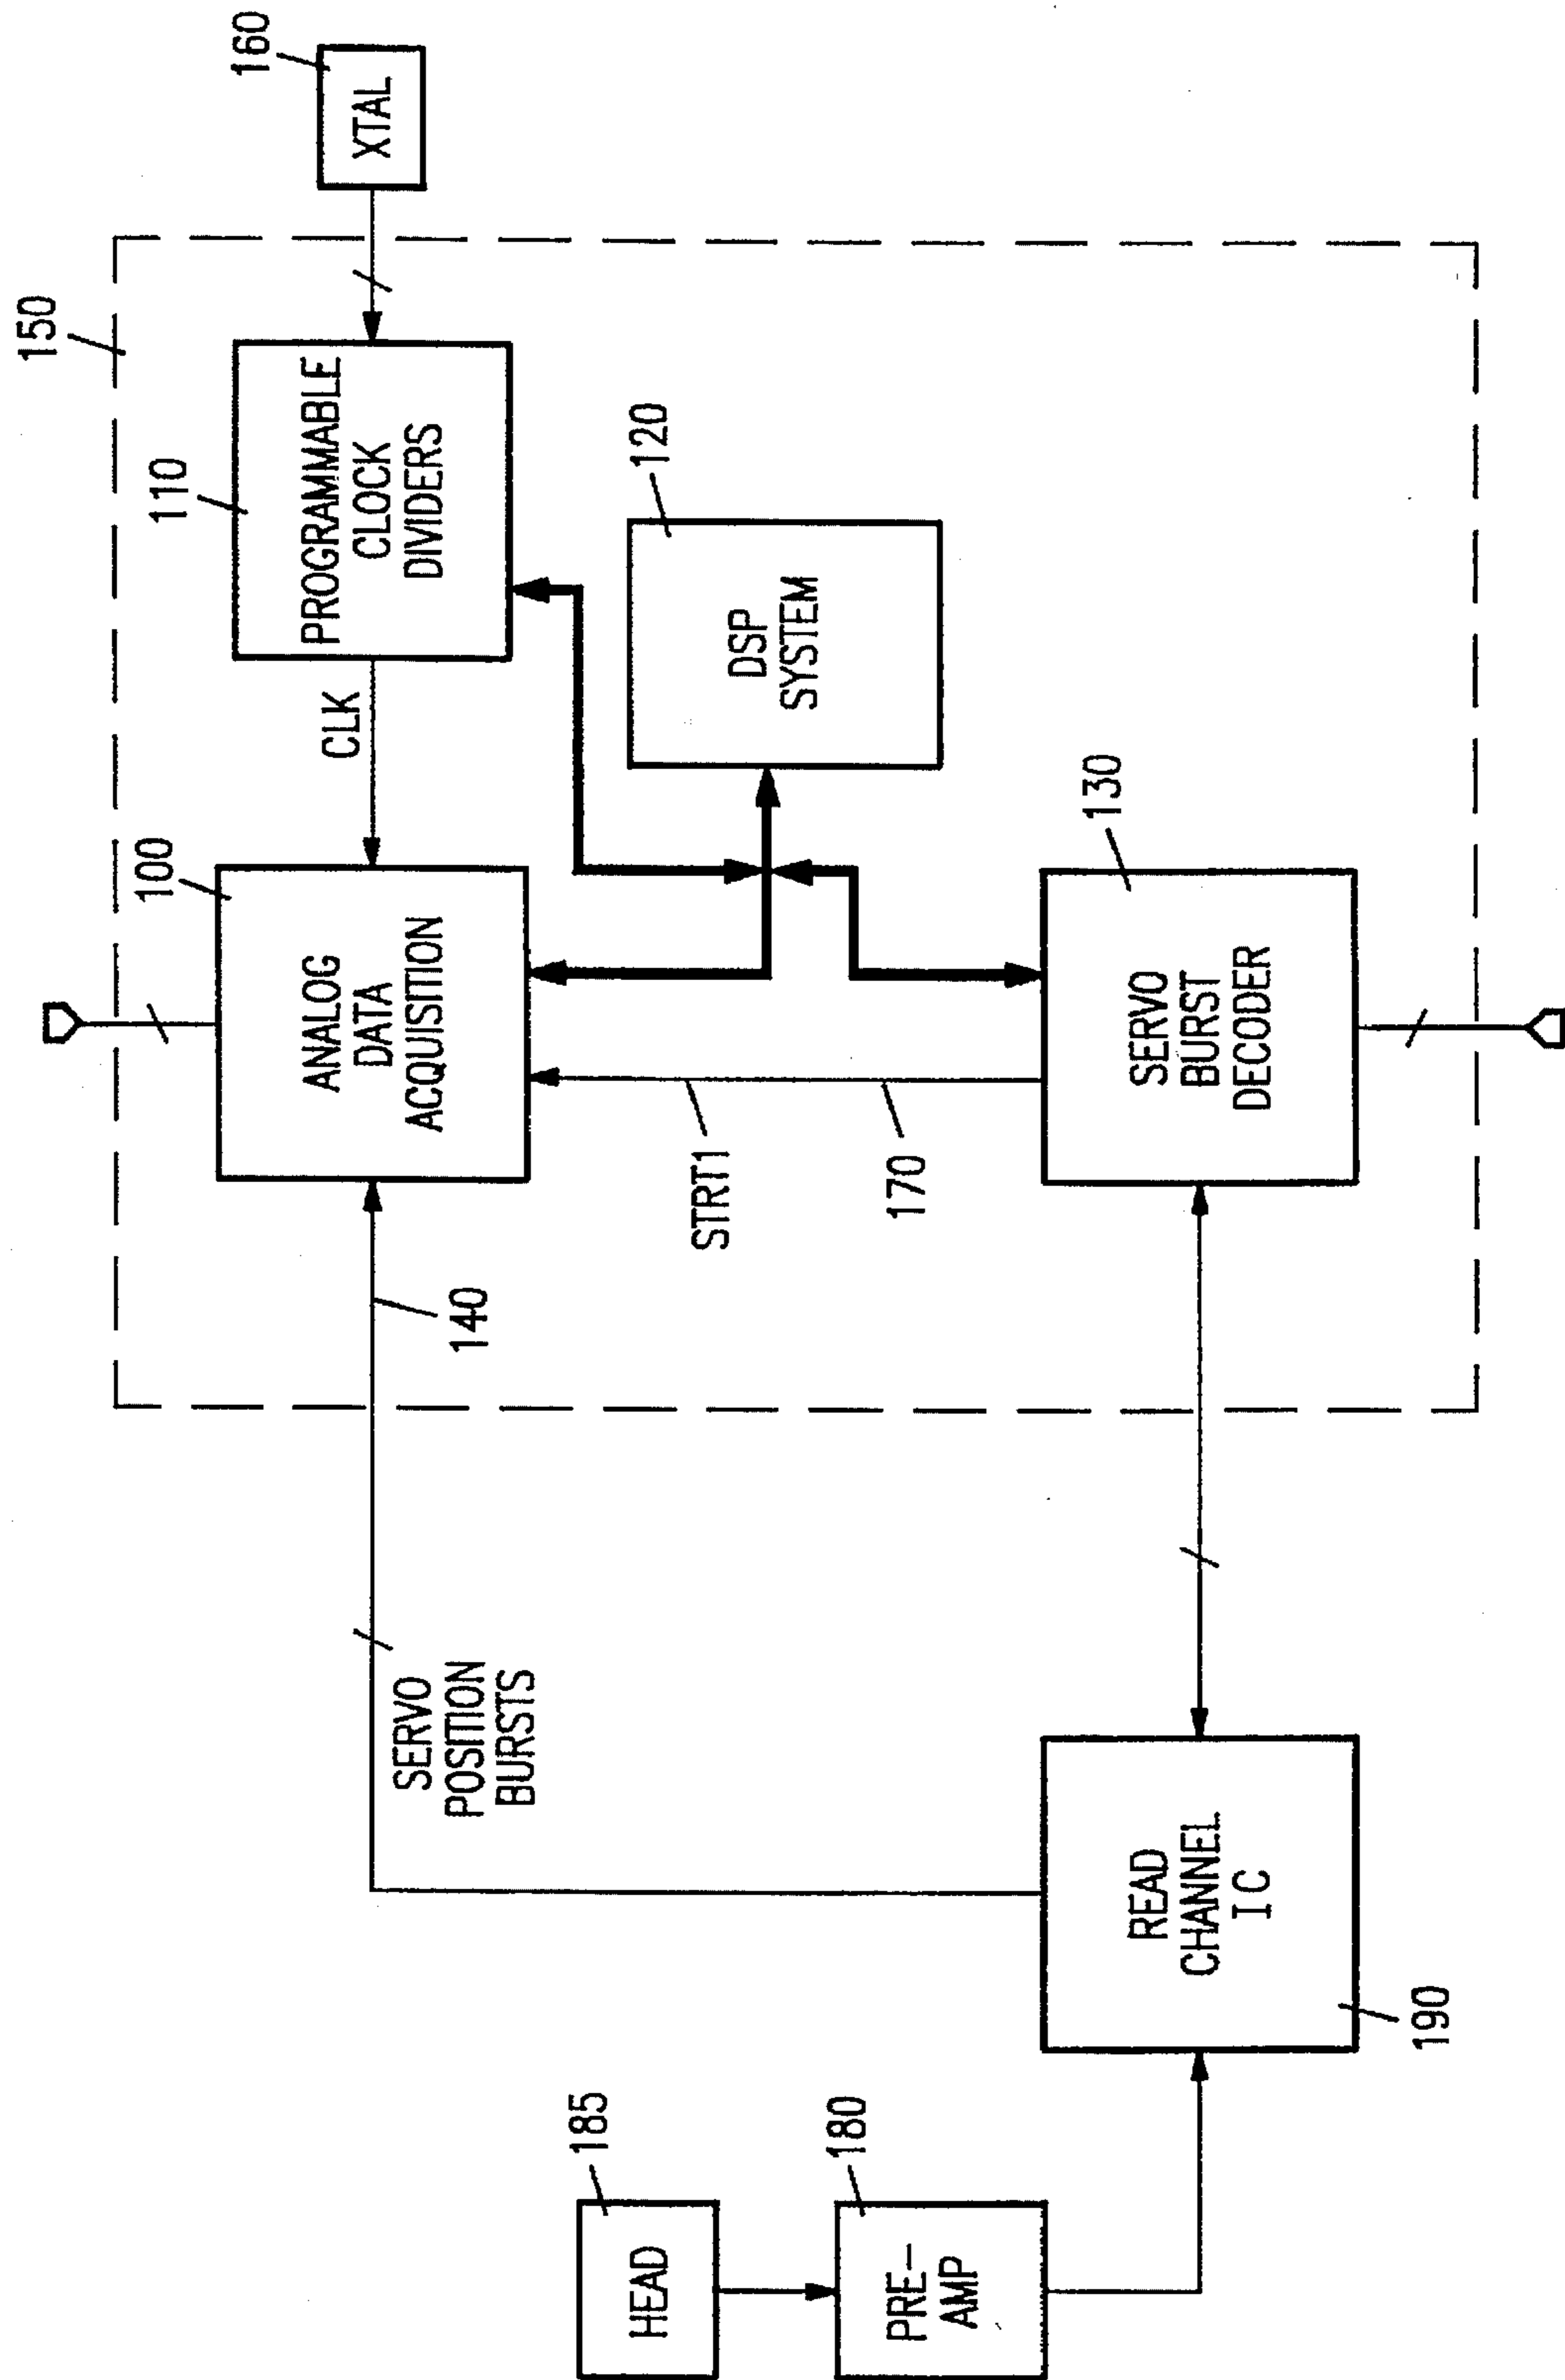 HEAD
185
PRE-
AMP
180
READ
CHANNEL
IC
190
SERVO
POSITION
BURSTS
140
150
ANALOG
DATA
ACQUISITION
100
CLK
PROGRAMMABLE
CLOCK
DIVIDERS
110
XTAL
160
DSP
SYSTEM
120
STRT1
170
SERVO
BURST
DECODER
130